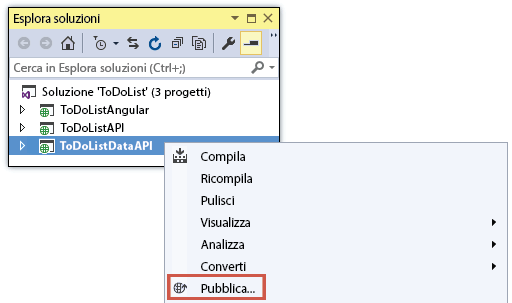 Esplora soluzioni
Cerca in Esplora soluzioni (Ctrl+;)
Soluzione 'ToDoList' (3 progetti)
ToDoListAngular
ToDoListAPI
ToDoListDataAPI
Compila
Ricompila
Pulisci
Visualizza
Analizza
Converti
Pubblica...